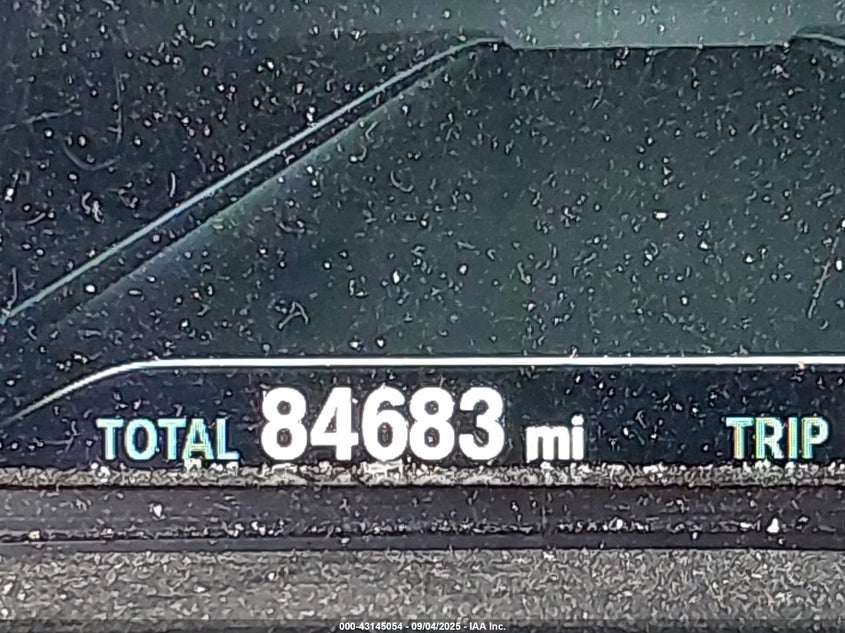 TOTAL 84683 mi TRIP
000-43145054 - 09/04/2025 - IAA Inc.